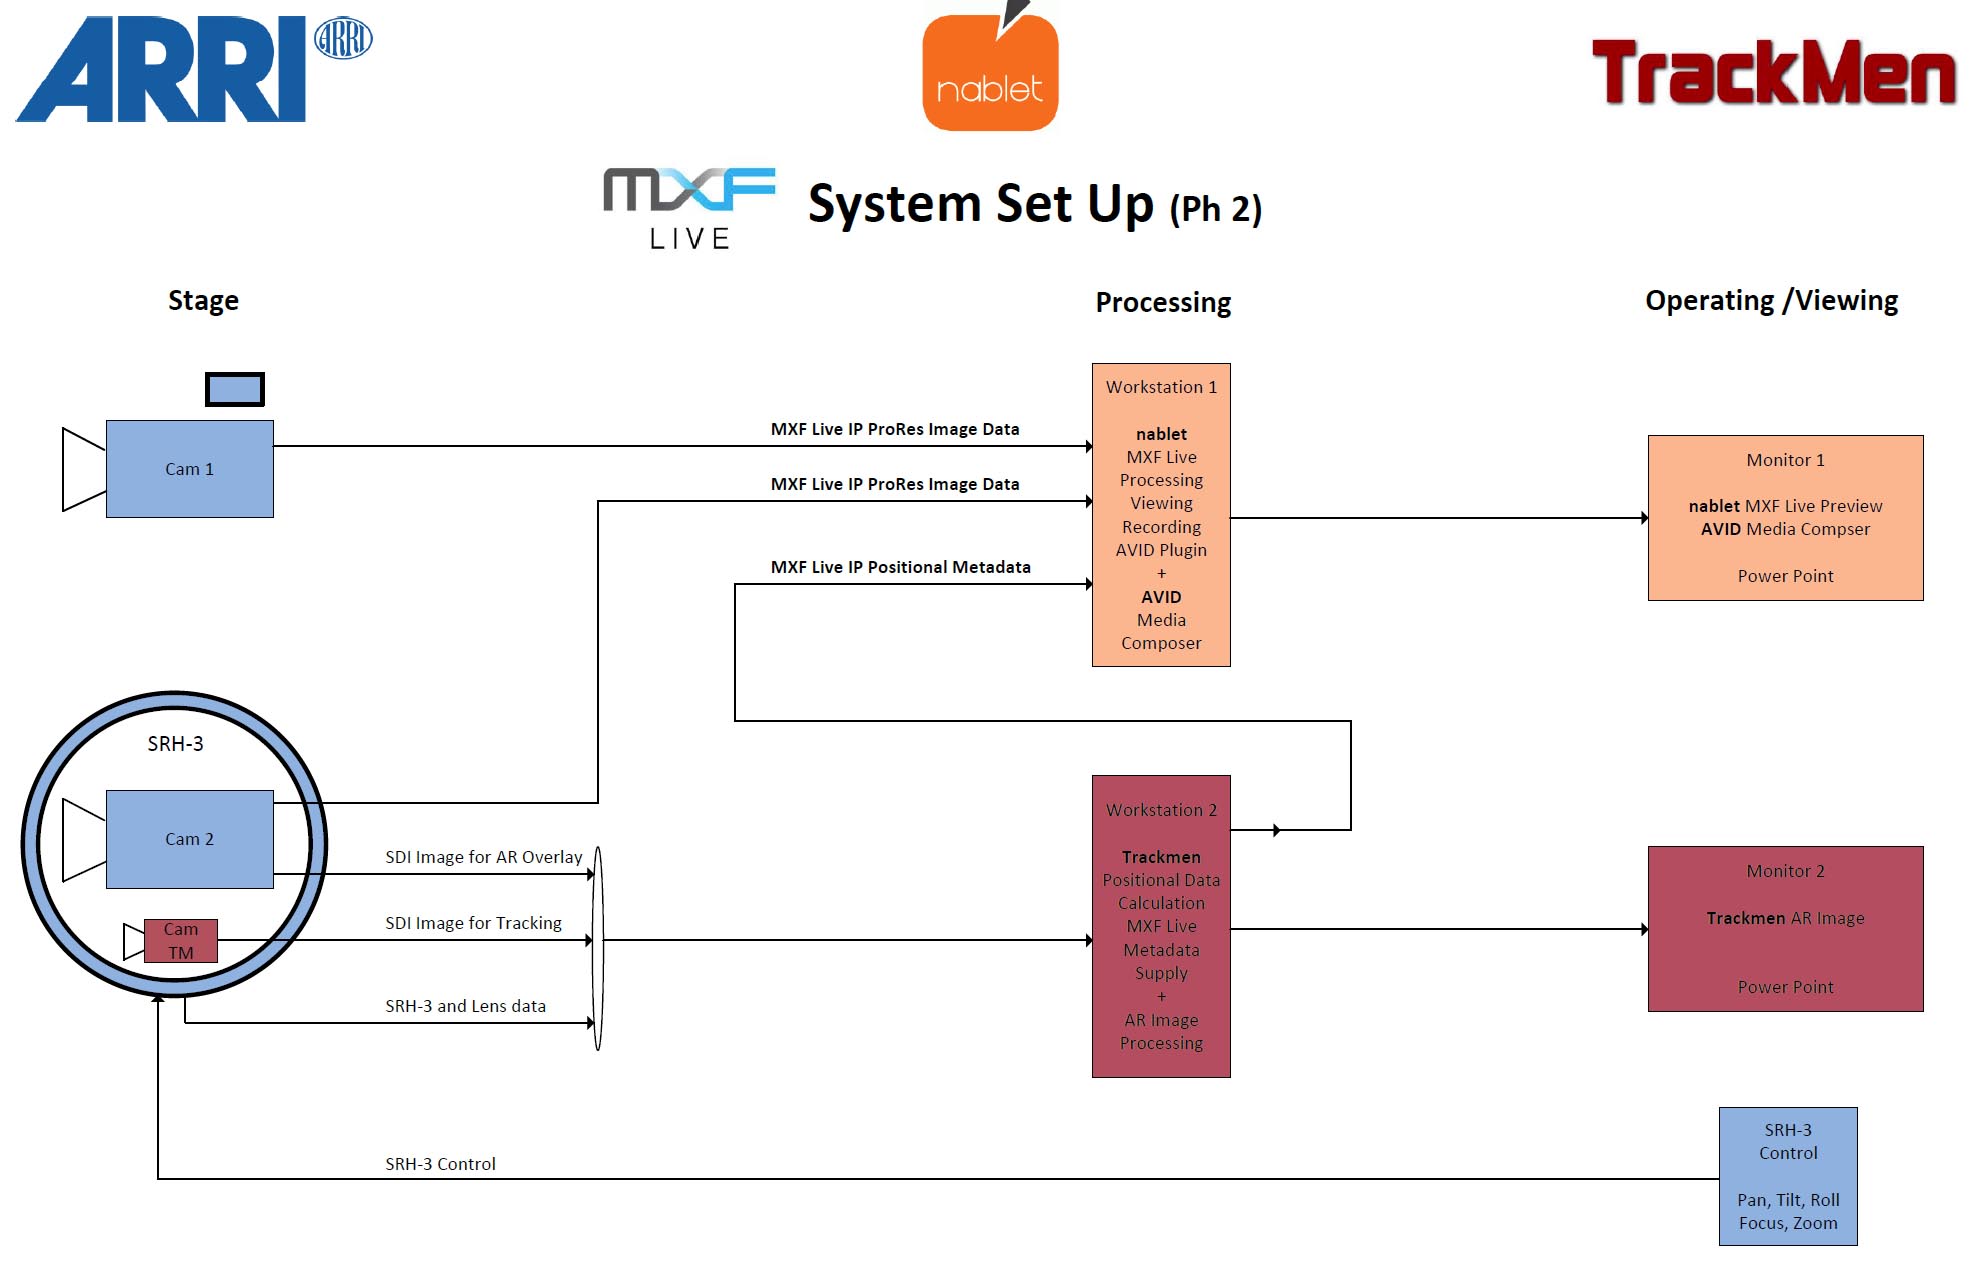 ARRI ARRI
nablet
TrackMen
MXF
LIVE
System Set Up (Ph 2)
Stage
Processing
Operating /Viewing
Cam 1
MXF Live IP ProRes Image Data
MXF Live IP ProRes Image Data
MXF Live IP Positional Metadata
Workstation 1
nablet
MXF Live
Processing
Viewing
Recording
AVID Plugin
+
AVID
Media
Composer
Monitor 1
nablet MXF Live Preview
AVID Media Compser
Power Point
SRH-3
Cam 2
Cam
TM
SDI Image for AR Overlay
SDI Image for Tracking
SRH-3 and Lens data
SRH-3 Control
Workstation 2
Trackmen
Positional Data
Calculation
MXF Live
Metadata
Supply
+
AR Image
Processing
Monitor 2
Trackmen AR Image
Power Point
SRH-3
Control
Pan, Tilt, Roll
Focus, Zoom